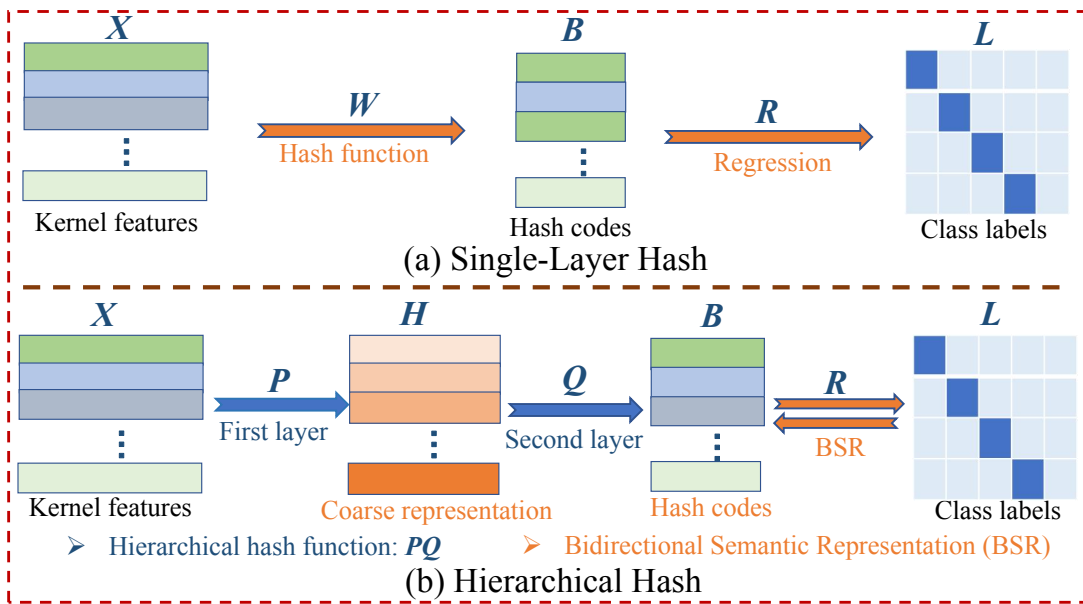 X B L
W R
Hash function Regression
Kernel features Hash codes Class labels
(a) Single-Layer Hash
X H B L
P Q R
First layer Second layer BSR
Kernel features Coarse representation Hash codes Class labels
➢ Hierarchical hash function: PQ ➢ Bidirectional Semantic Representation (BSR)
(b) Hierarchical Hash